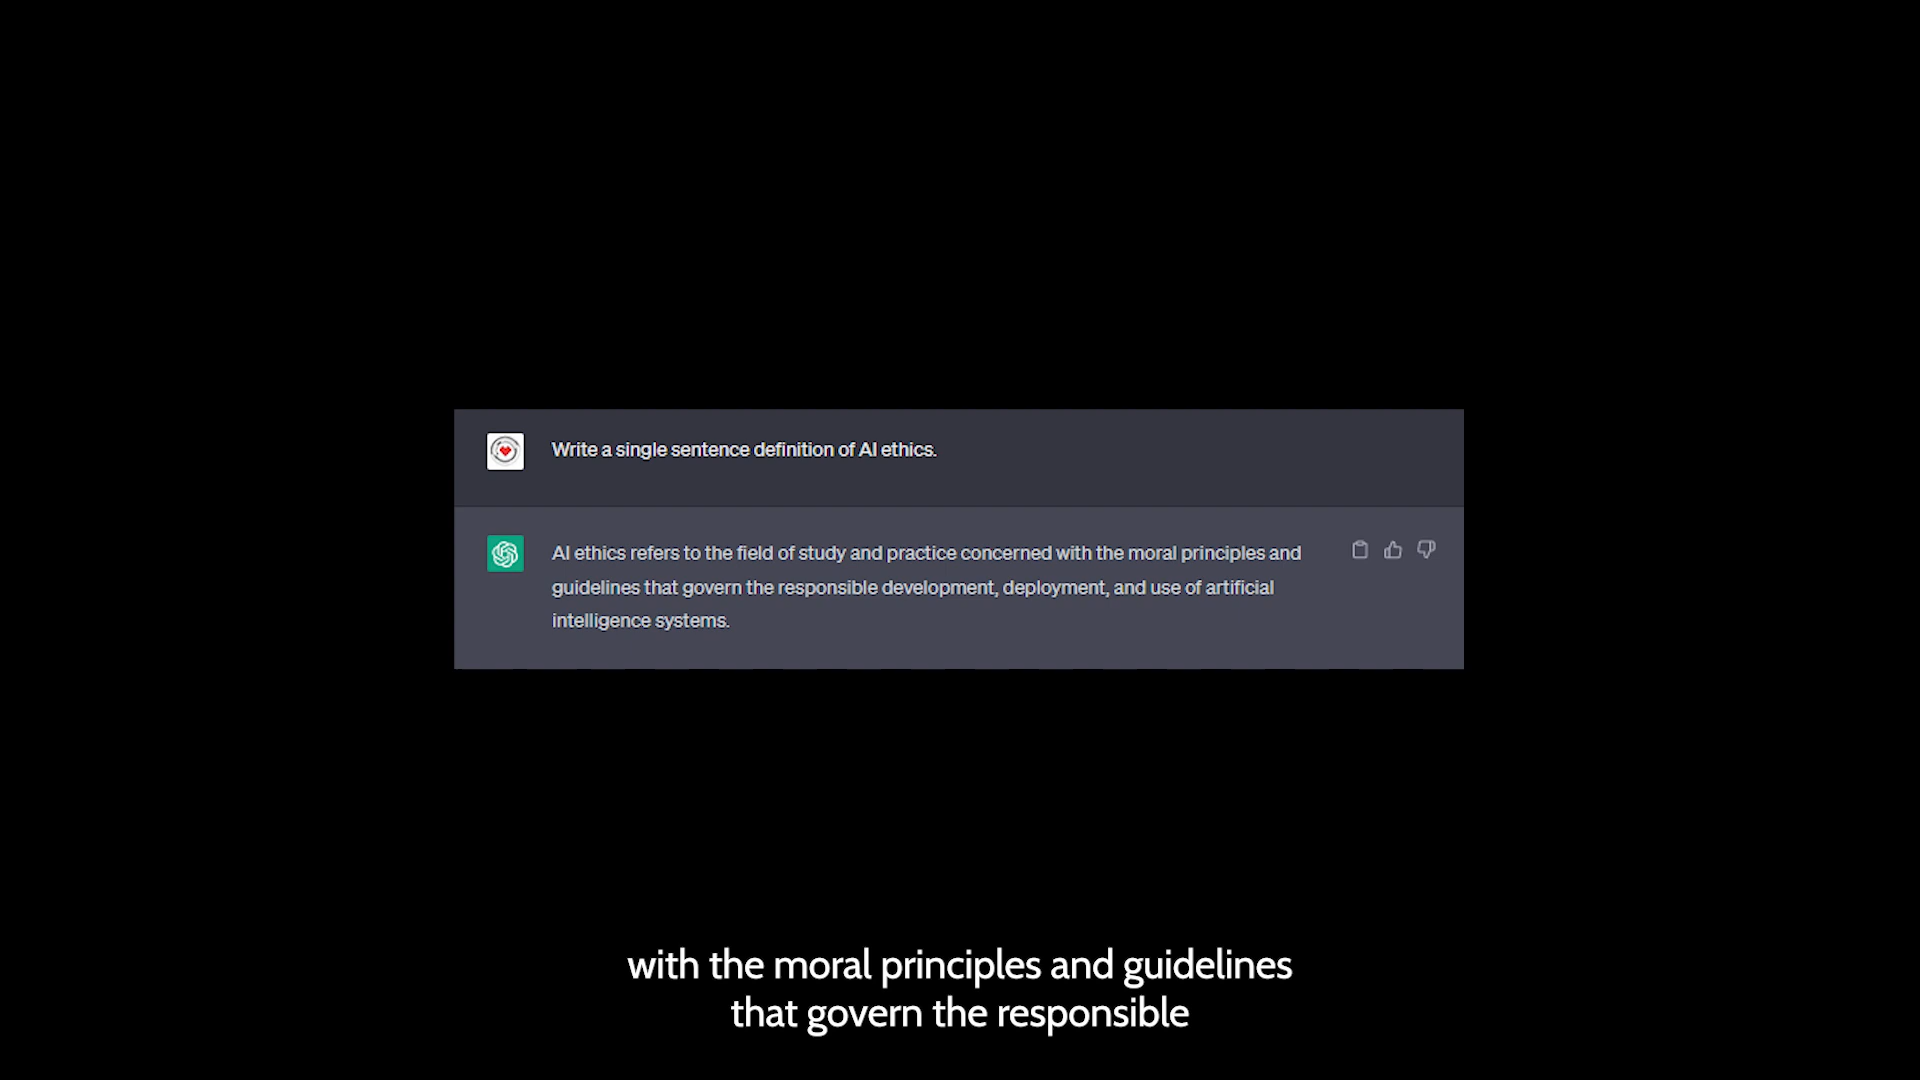 Write a single sentence definition of AI ethics.
AI ethics refers to the field of study and practice concerned with the moral principles and
guidelines that govern the responsible development, deployment, and use of artificial
intelligence systems.
with the moral principles and guidelines
that govern the responsible